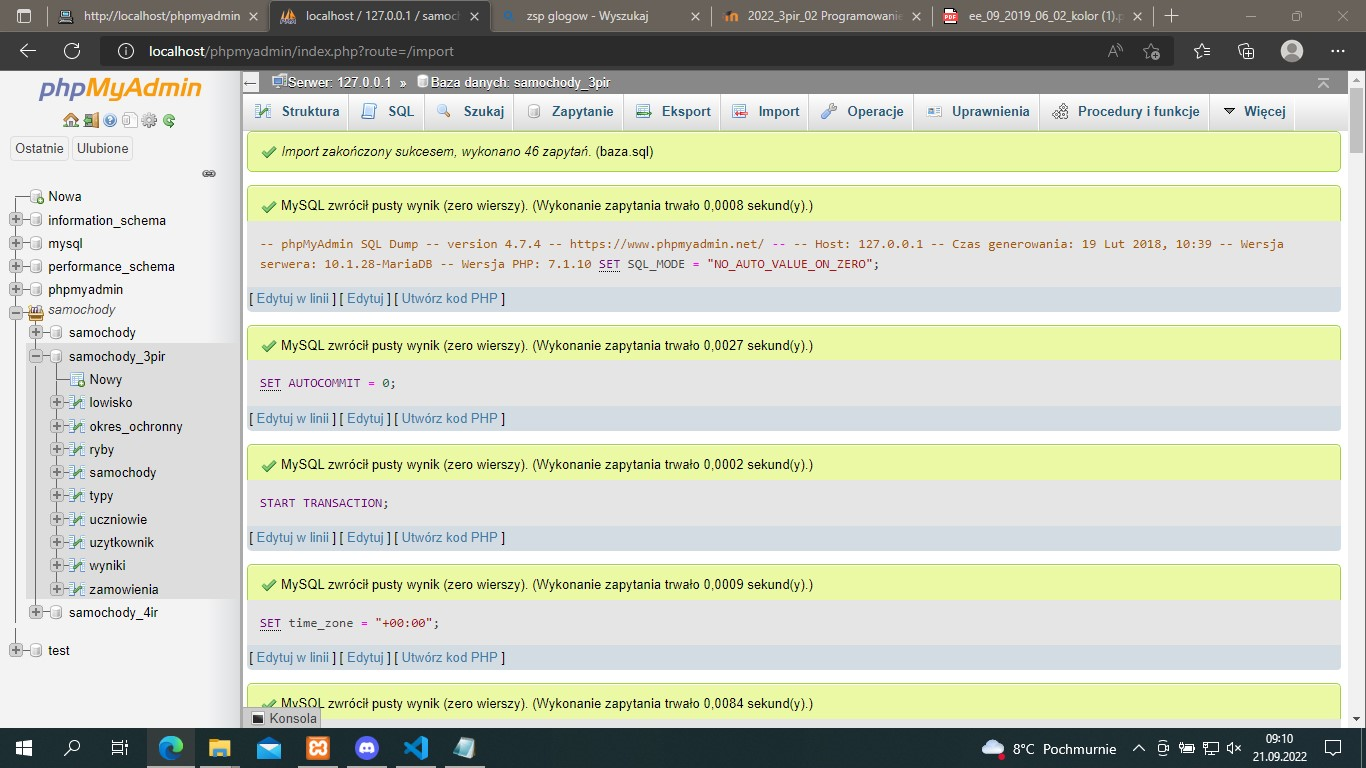 http://localhost/phpmyadmin
localhost / 127.0.0.1 / samoch
zsp glogow - Wyszukaj
2022_3pir_02 Programowanie
ee_09_2019_06_02_kolor (1).p
localhost/phpmyadmin/index.php?route=/import
phpMyAdmin
Serwer: 127.0.0.1 » Baza danych: samochody_3pir
Struktura SQL Szukaj Zapytanie Eksport Import Operacje Uprawnienia Procedury i funkcje Więcej
Ostatnie Ulubione
Nowa
information_schema
mysql
performance_schema
phpmyadmin
samochody
samochody
samochody_3pir
Nowy
lowisko
okres_ochronny
ryby
samochody
typy
uczniowie
uzytkownik
wyniki
zamowienia
samochody_4ir
test
Import zakończony sukcesem, wykonano 46 zapytań. (baza.sql)
MySQL zwrócił pusty wynik (zero wierszy). (Wykonanie zapytania trwało 0,0008 sekund(y).)
-- phpMyAdmin SQL Dump -- version 4.7.4 -- https://www.phpmyadmin.net/ -- -- Host: 127.0.0.1 -- Czas generowania: 19 Lut 2018, 10:39 -- Wersja
serwera: 10.1.28-MariaDB -- Wersja PHP: 7.1.10 SET SQL_MODE = "NO_AUTO_VALUE_ON_ZERO";
[ Edytuj w linii ] [ Edytuj ] [ Utwórz kod PHP ]
MySQL zwrócił pusty wynik (zero wierszy). (Wykonanie zapytania trwało 0,0027 sekund(y).)
SET AUTOCOMMIT = 0;
[ Edytuj w linii ] [ Edytuj ] [ Utwórz kod PHP ]
MySQL zwrócił pusty wynik (zero wierszy). (Wykonanie zapytania trwało 0,0002 sekund(y).)
START TRANSACTION;
[ Edytuj w linii ] [ Edytuj ] [ Utwórz kod PHP ]
MySQL zwrócił pusty wynik (zero wierszy). (Wykonanie zapytania trwało 0,0009 sekund(y).)
SET time_zone = "+00:00";
[ Edytuj w linii ] [ Edytuj ] [ Utwórz kod PHP ]
MySQL zwrócił pusty wynik (zero wierszy). (Wykonanie zapytania trwało 0,0084 sekund(y).)
Konsola
8°C Pochmurnie
09:10
21.09.2022